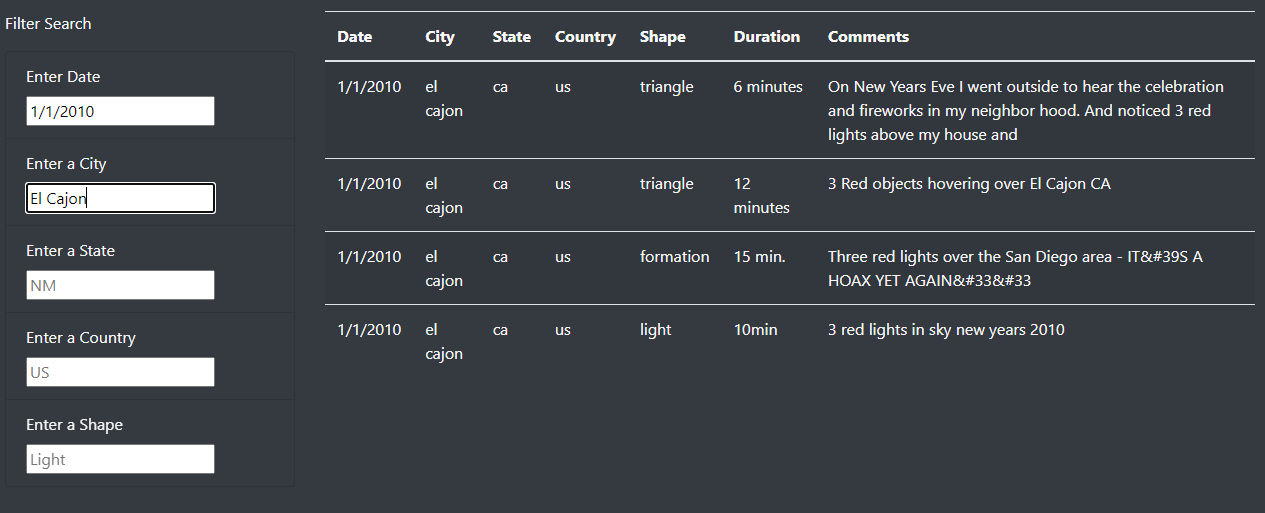 Filter Search
Enter Date
1/1/2010
Enter a City
El Cajon
Enter a State
NM
Enter a Country
US
Enter a Shape
Light
Date City State Country Shape Duration Comments
1/1/2010 el ca us triangle 6 minutes On New Years Eve I went outside to hear the celebration
cajon and fireworks in my neighbor hood. And noticed 3 red
lights above my house and
1/1/2010 el ca us triangle 12 3 Red objects hovering over El Cajon CA
cajon minutes
1/1/2010 el ca us formation 15 min. Three red lights over the San Diego area - IT&#39S A
cajon HOAX YET AGAIN&#33&#33
1/1/2010 el ca us light 10min 3 red lights in sky new years 2010
cajon